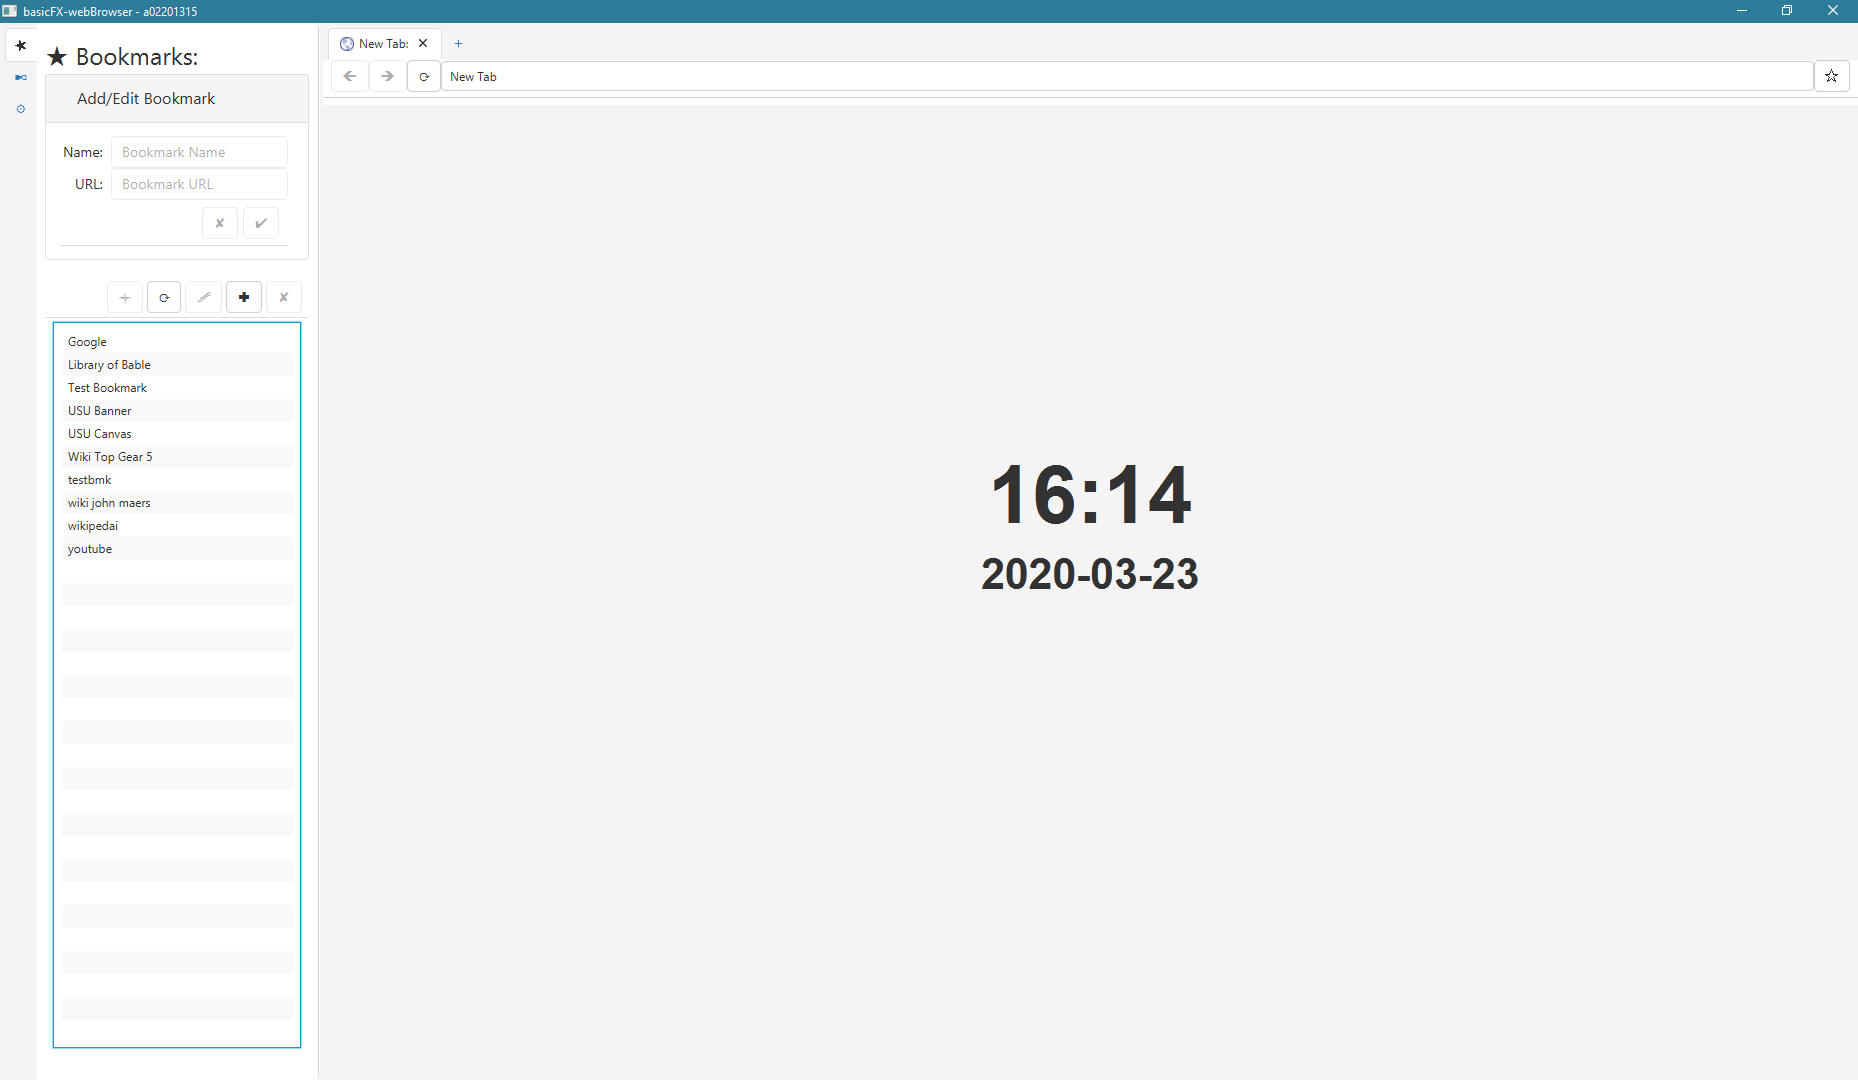 basicFX-webBrowser - a02201315
★ Bookmarks:
Add/Edit Bookmark
Name: Bookmark Name
URL: Bookmark URL
Google
Library of Bable
Test Bookmark
USU Banner
USU Canvas
Wiki Top Gear 5
testbmk
wiki john maers
wikipedai
youtube
New Tab:
New Tab
16:14
2020-03-23